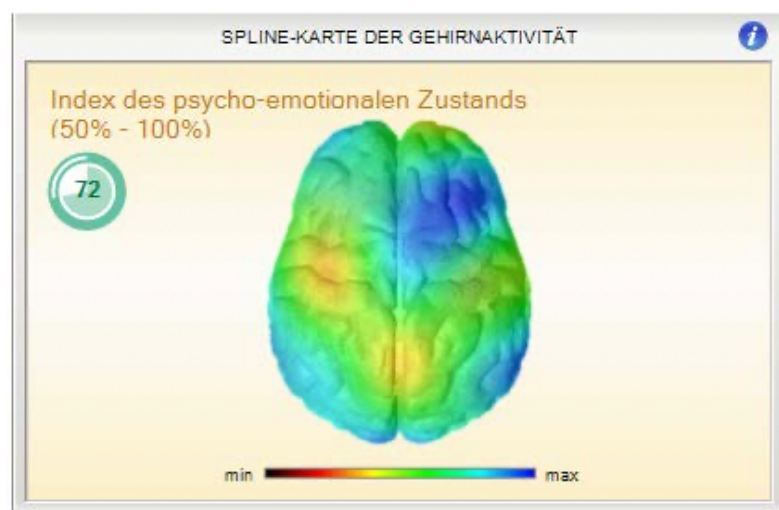 SPLINE-KARTE DER GEHIRNAKTIVITÄT
i
Index des psycho-emotionalen Zustands
(50% - 100%)
72
min
max